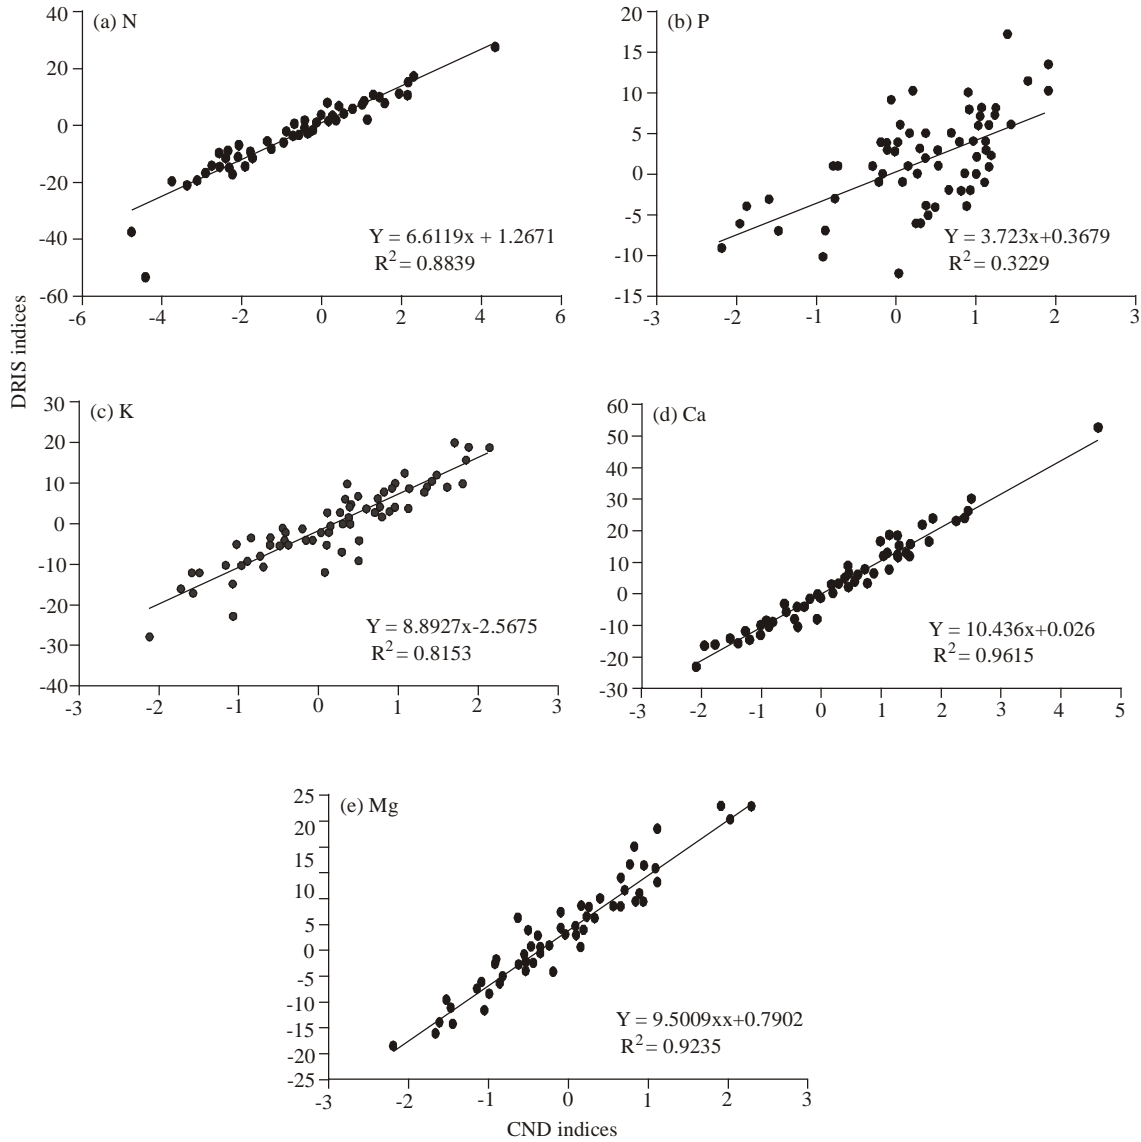 (a) N
40
20
0
-20
-40
-60
-6 -4 -2 0 2 4 6
Y = 6.6119x + 1.2671
R2 = 0.8839
(b) P
20
15
10
5
0
-5
-10
-15
-3 -2 -1 0 1 2 3
Y = 3.723x+0.3679
R2 = 0.3229
DRIS indices
(c) K
30
20
10
0
-10
-20
-30
-40
-3 -2 -1 0 1 2 3
Y = 8.8927x-2.5675
R2 = 0.8153
(d) Ca
60
50
40
30
20
10
0
-10
-20
-30
-3 -2 -1 0 1 2 3 4 5
Y = 10.436x+0.026
R2 = 0.9615
(e) Mg
25
20
15
10
5
0
-5
-10
-15
-20
-25
-3 -2 -1 0 1 2 3
Y = 9.5009xx+0.7902
R2 = 0.9235
CND indices